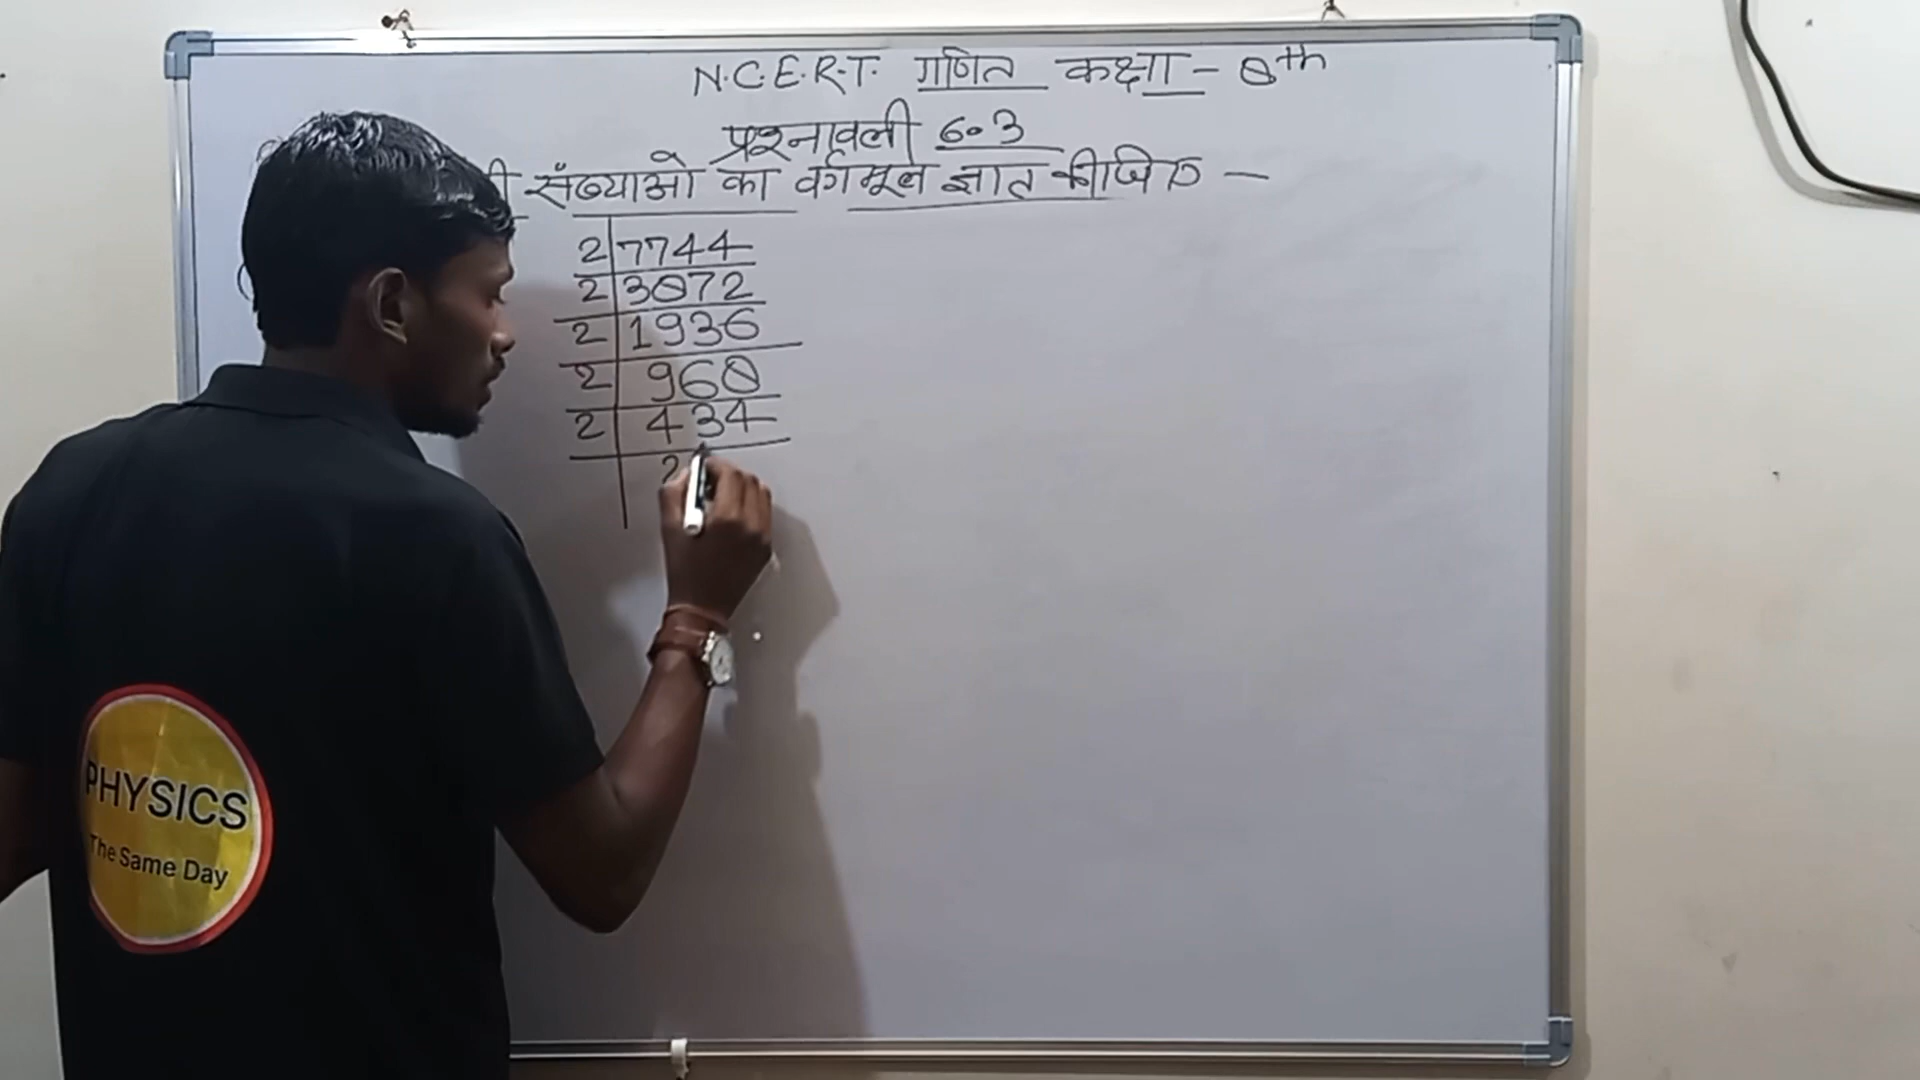 N.C.E.R.T. गणित कक्षा - 8th
प्रश्नावली 6.3
संख्याओ का वर्गमूल ज्ञात कीजिए -
2 7744
2 3872
2 1936
2 968
2 434
2
PHYSICS
The Same Day